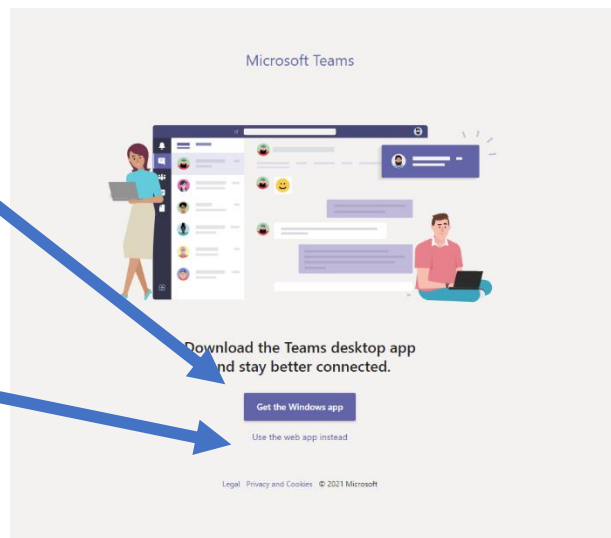 Microsoft Teams
Download the Teams desktop app
and stay better connected.
Get the Windows app
Use the web app instead
Legal Privacy and Cookies © 2021 Microsoft